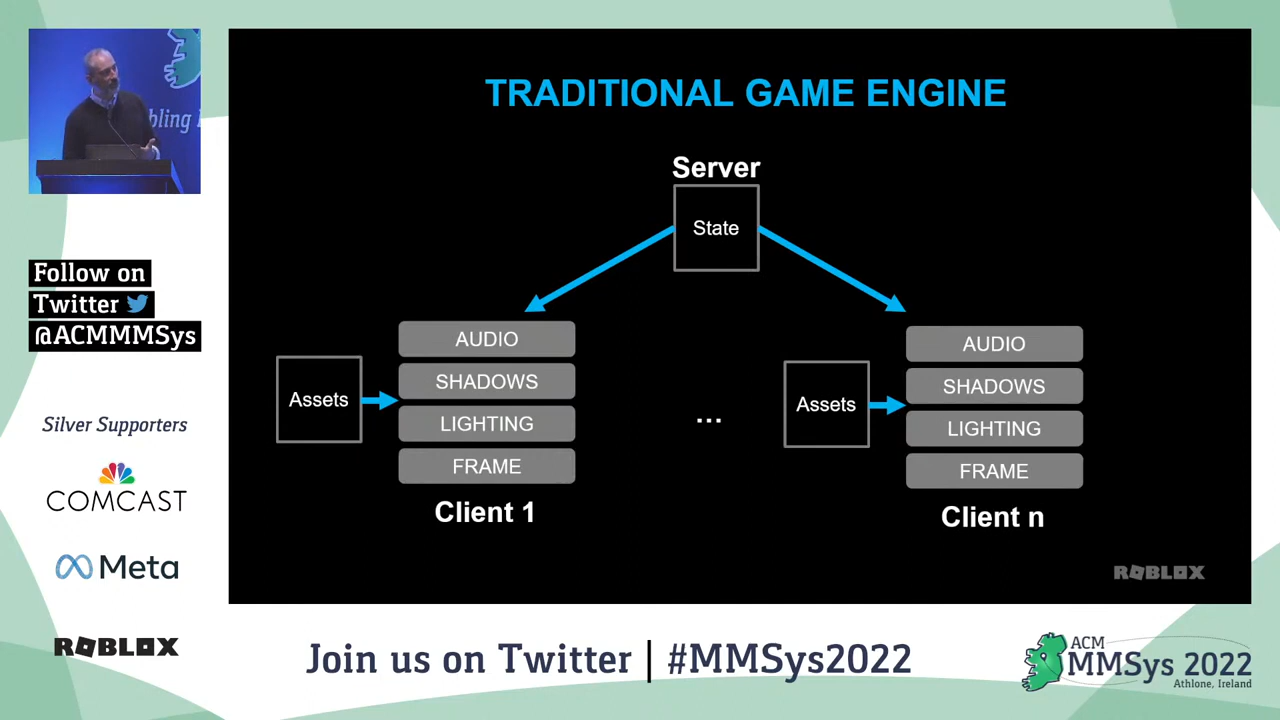 bling
Follow on
Twitter
@ACMMMSys
Silver Supporters
COMCAST
Meta
ROBLOX
TRADITIONAL GAME ENGINE
Server
State
Assets
AUDIO
SHADOWS
LIGHTING
FRAME
Client 1
...
Assets
AUDIO
SHADOWS
LIGHTING
FRAME
Client n
ROBLOX
Join us on Twitter | #MMSys2022
ACM
MMSys 2022
Athlone, Ireland